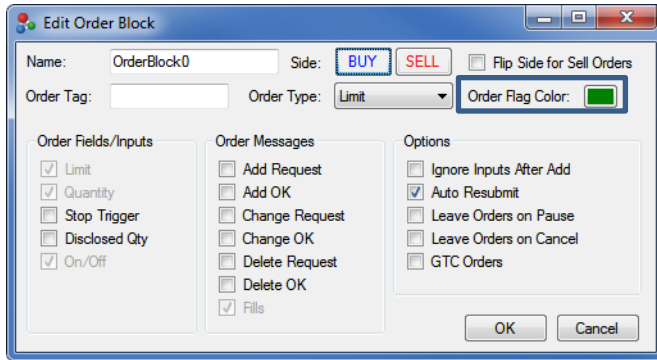 Edit Order Block
Name: OrderBlock:0 Side: BUY SELL Flip Side for Sell Orders
Order Tag: Order Type: Limit Order Flag Color:
Order Fields/Inputs
Limit
Quantity
Stop Trigger
Disclosed Qty
On/Off
Order Messages
Add Request
Add OK
Change Request
Change OK
Delete Request
Delete OK
Fills
Options
Ignore Inputs After Add
Auto Resubmit
Leave Orders on Pause
Leave Orders on Cancel
GTC Orders
OK Cancel